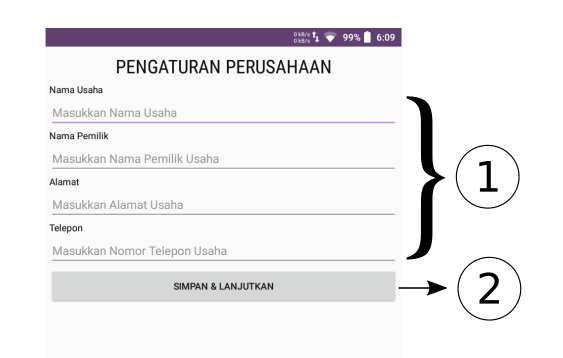 0 kB/s
0 kB/s
99%
6:09
PENGATURAN PERUSAHAAN
Nama Usaha
Masukkan Nama Usaha
Nama Pemilik
Masukkan Nama Pemilik Usaha
Alamat
Masukkan Alamat Usaha
Telepon
Masukkan Nomor Telepon Usaha
1
SIMPAN & LANJUTKAN
2